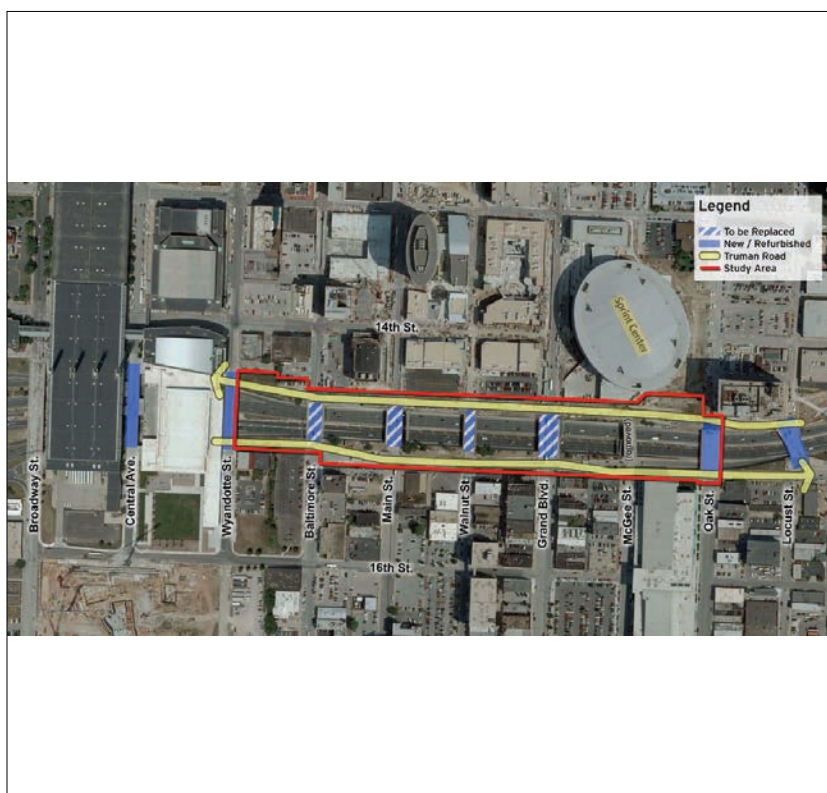 Legend
To be Replaced
New / Refurbished
Truman Road
Study Area
Sprint Center
14th St.
(removed)
Broadway St.
Central Ave.
Wyandotte St.
Baltimore St.
Main St.
Walnut St.
Grand Blvd.
McGee St.
Oak St.
Locust St.
16th St.